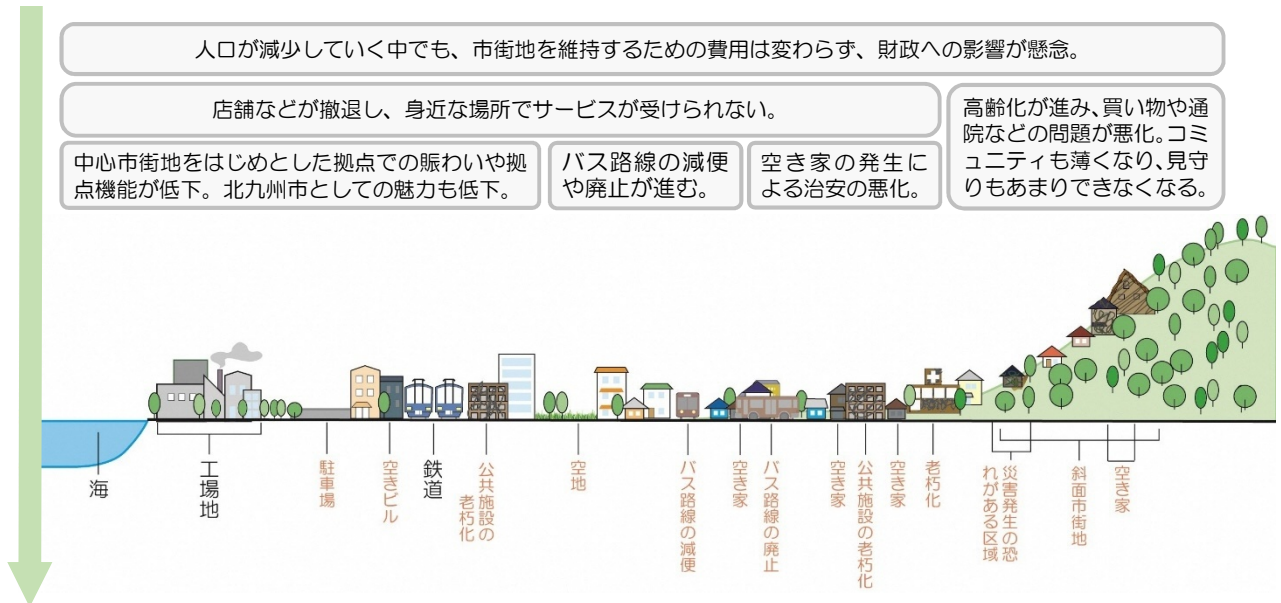 人口が減少していく中でも、市街地を維持するための費用は変わらず、財政への影響が懸念。
店舗などが撤退し、身近な場所でサービスが受けられない。
高齢化が進み、買い物や通
院などの問題が悪化。コミ
ュニティも薄くなり、見守
りもあまりできなくなる。
中心市街地をはじめとした拠点での賑わいや拠
点機能が低下。北九州市としての魅力も低下。
バス路線の減便
や廃止が進む。
空き家の発生に
よる治安の悪化。
海
工場地
駐車場
空きビル
鉄道
公共施設の
老朽化
空地
バス路線の減便
空き家
バス路線の廃止
空き家
公共施設の老朽化
空き家
老朽化
災害発生の恐
れがある区域
斜面市街地
空き家